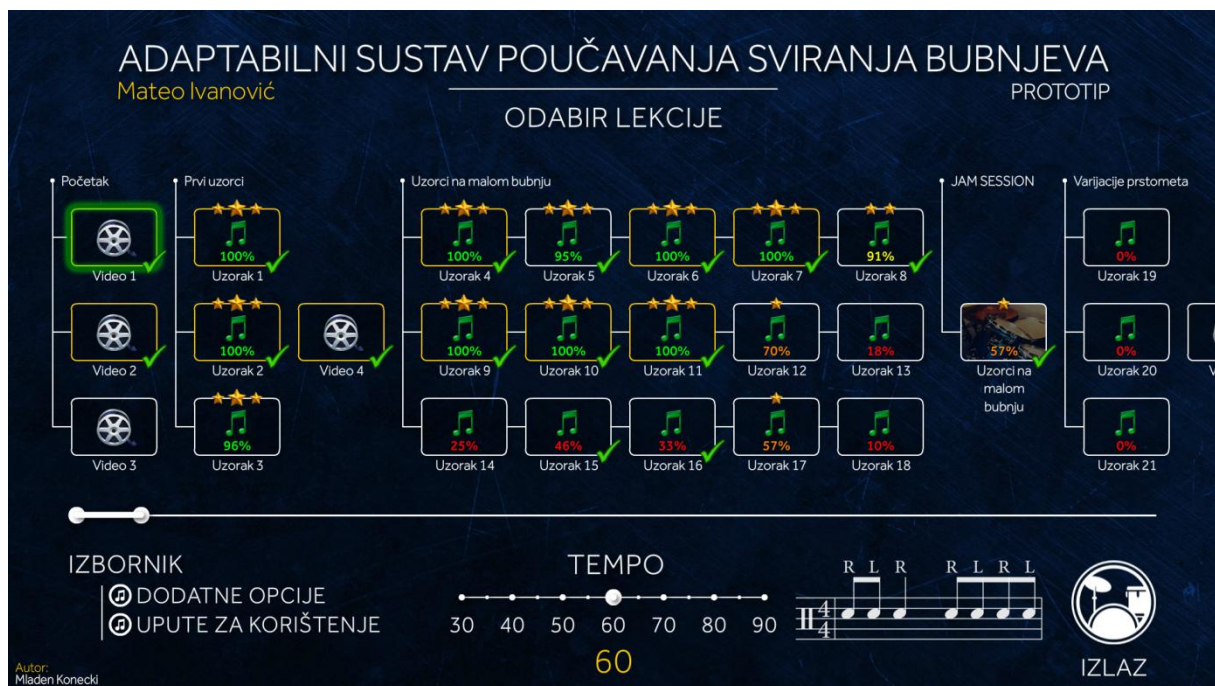 ADAPTABILNI SUSTAV POUČAVANJA SVIRANJA BUBNJEVA
Mateo Ivanović
PROTOTIP
ODABIR LEKCIJE
Početak
Prvi uzorci
Uzorci na malom bubnju
JAM SESSION
Varijacije prstometa
100% 100% 95% 100% 100% 91% 0%
Video 1 Uzorak 1 Uzorak 4 Uzorak 5 Uzorak 6 Uzorak 7 Uzorak 8 Uzorak 19
100% 100% 100% 100% 70% 18% 57% 0%
Video 2 Uzorak 2 Video 4 Uzorak 9 Uzorak 10 Uzorak 11 Uzorak 12 Uzorak 13 Uzorci na Uzorak 20
malom
bubnju
96% 25% 46% 33% 57% 10% 0%
Video 3 Uzorak 3 Uzorak 14 Uzorak 15 Uzorak 16 Uzorak 17 Uzorak 18 Uzorak 21
IZBORNIK
DODATNE OPCIJE
UPUTE ZA KORIŠTENJE
TEMPO
30 40 50 60 70 80 90
60
R L R R L R L
4
4
IZLAZ
Autor:
Mladen Konecki